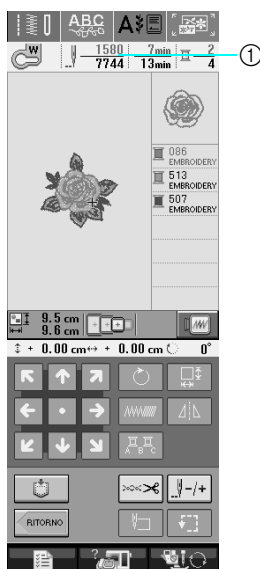 ABC A
W 1580 7min 2
7744 13min 4
①
086
EMBROIDERY
513
EMBROIDERY
507
EMBROIDERY
9.5 cm
9.6 cm
+ 0.00 cm + 0.00 cm 0°
A B C
-/+
RITORNO
?